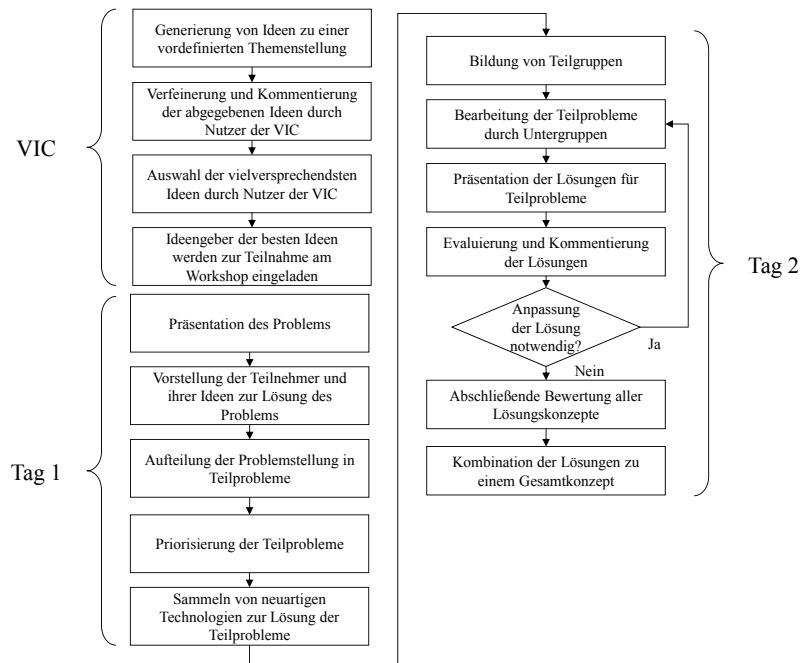 VIC
Generierung von Ideen zu einer
vordefinierten Themenstellung
Verfeinerung und Kommentierung
der abgegebenen Ideen durch
Nutzer der VIC
Auswahl der vielversprechendsten
Ideen durch Nutzer der VIC
Ideengeber der besten Ideen
werden zur Teilnahme am
Workshop eingeladen
Tag 1
Präsentation des Problems
Vorstellung der Teilnehmer und
ihrer Ideen zur Lösung des
Problems
Aufteilung der Problemstellung in
Teilprobleme
Priorisierung der Teilprobleme
Sammeln von neuartigen
Technologien zur Lösung der
Teilprobleme
Tag 2
Bildung von Teilgruppen
Bearbeitung der Teilprobleme
durch Untergruppen
Präsentation der Lösungen für
Teilprobleme
Evaluierung und Kommentierung
der Lösungen
Anpassung
der Lösung
notwendig?
Ja
Nein
Abschließende Bewertung aller
Lösungskonzepte
Kombination der Lösungen zu
einem Gesamtkonzept